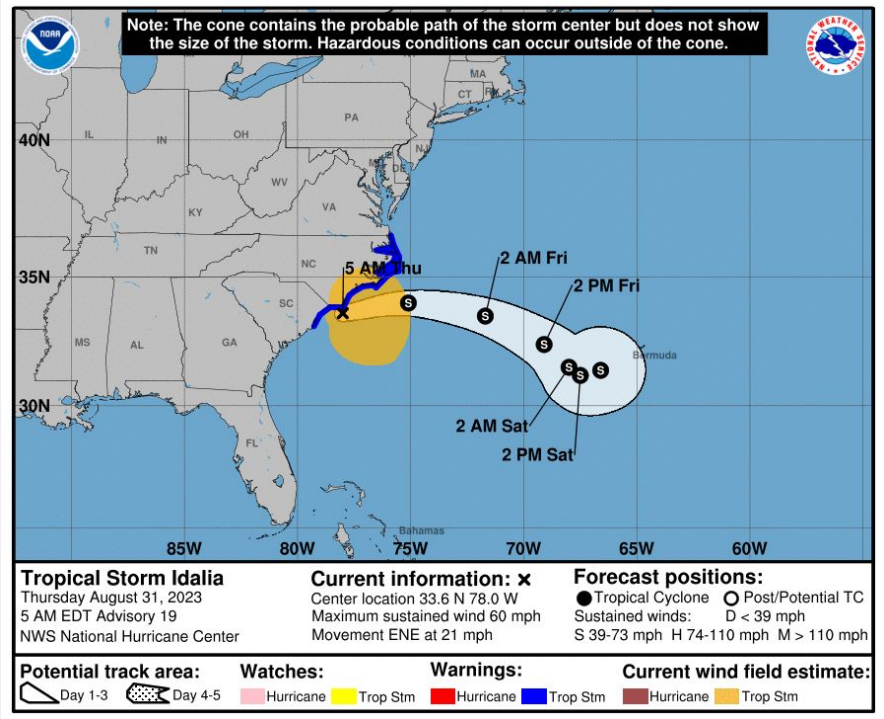 Note: The cone contains the probable path of the storm center but does not show
the size of the storm. Hazardous conditions can occur outside of the cone.
NOAA
NATIONAL WEATHER SERVICE
MA
CT RI
PA
40N
IL IN OH
NJ
MD DE
WV
VA
KY
TN
NC
35N
5 AM Thu
2 AM Fri
2 PM Fri
S S S S S S
SC
MS AL GA
Bermuda
30N
2 AM Sat
2 PM Sat
FL
Bahamas
85W 80W 75W 70W 65W 60W
Tropical Storm Idalia
Thursday August 31, 2023
5 AM EDT Advisory 19
NWS National Hurricane Center
Current information: ×
Center location 33.6 N 78.0 W
Maximum sustained wind 60 mph
Movement ENE at 21 mph
Forecast positions:
Tropical Cyclone Post/Potential TC
Sustained winds: D < 39 mph
S 39-73 mph H 74-110 mph M > 110 mph
Potential track area:
Day 1-3 Day 4-5
Watches:
Hurricane Trop Stm
Warnings:
Hurricane Trop Stm
Current wind field estimate:
Hurricane Trop Stm